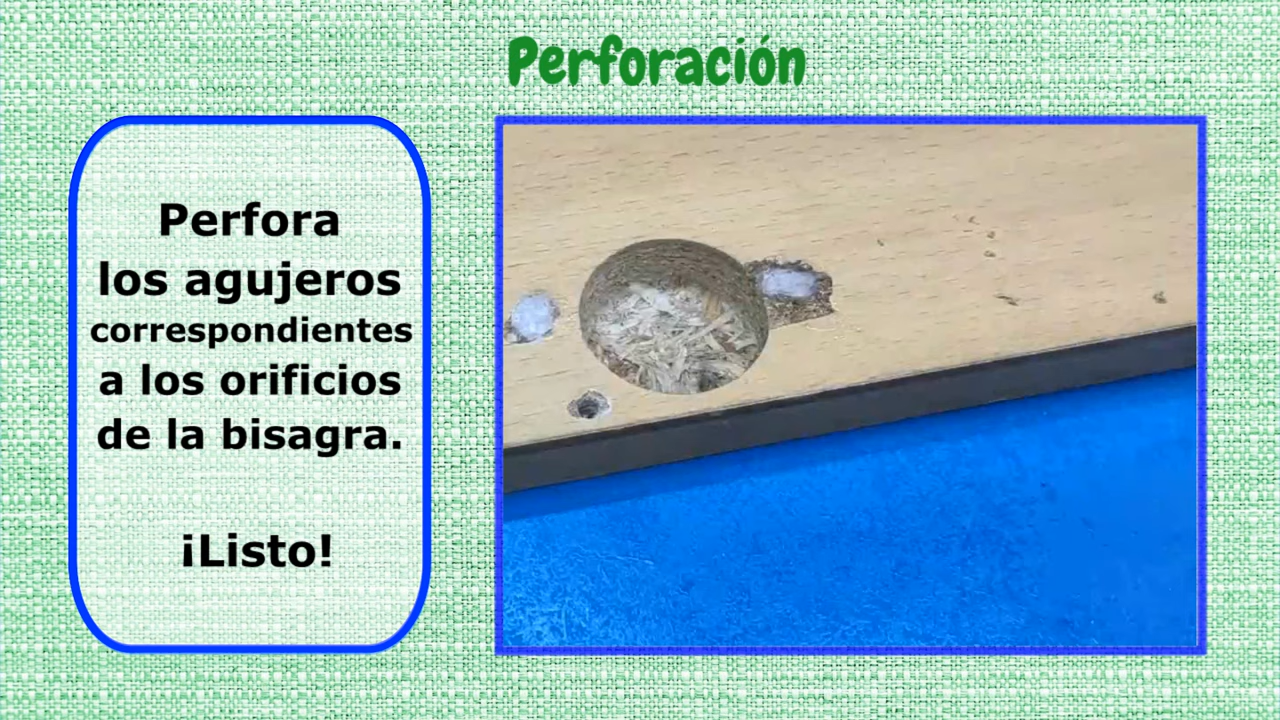 Perforación
Perfora
los agujeros
correspondientes
a los orificios
de la bisagra.
¡Listo!